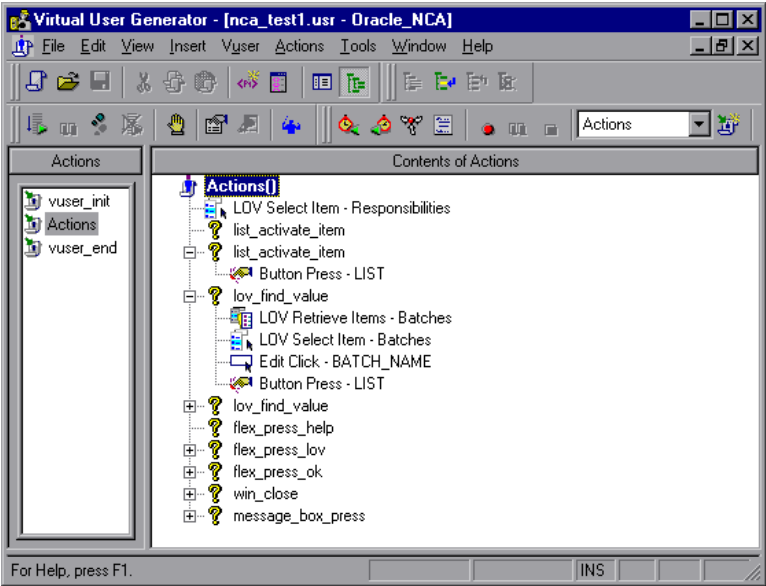 Virtual User Generator - [nca_test1.usr - Oracle_NCA]
File Edit View Insert Vuser Actions Tools Window Help
Actions
Actions
Contents of Actions
vuser_init
Actions
vuser_end
Actions()
LOV Select Item - Responsibilities
list_activate_item
list_activate_item
Button Press - LIST
lov_find_value
LOV Retrieve Items - Batches
LOV Select Item - Batches
Edit Click - BATCH_NAME
Button Press - LIST
lov_find_value
flex_press_help
flex_press_lov
flex_press_ok
win_close
message_box_press
For Help, press F1.
INS